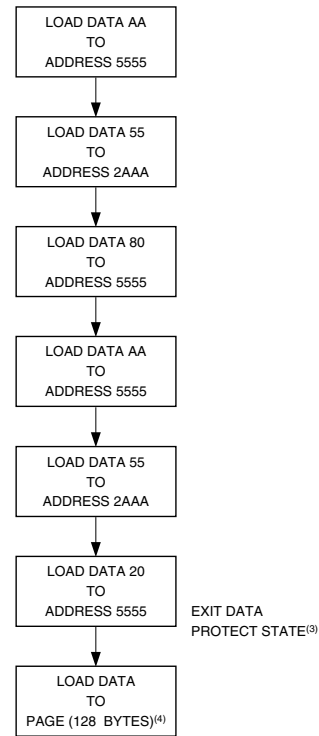 LOAD DATA AA
TO
ADDRESS 5555
LOAD DATA 55
TO
ADDRESS 2AAA
LOAD DATA 80
TO
ADDRESS 5555
LOAD DATA AA
TO
ADDRESS 5555
LOAD DATA 55
TO
ADDRESS 2AAA
LOAD DATA 20
TO
ADDRESS 5555
EXIT DATA
PROTECT STATE(3)
LOAD DATA
TO
PAGE (128 BYTES)(4)